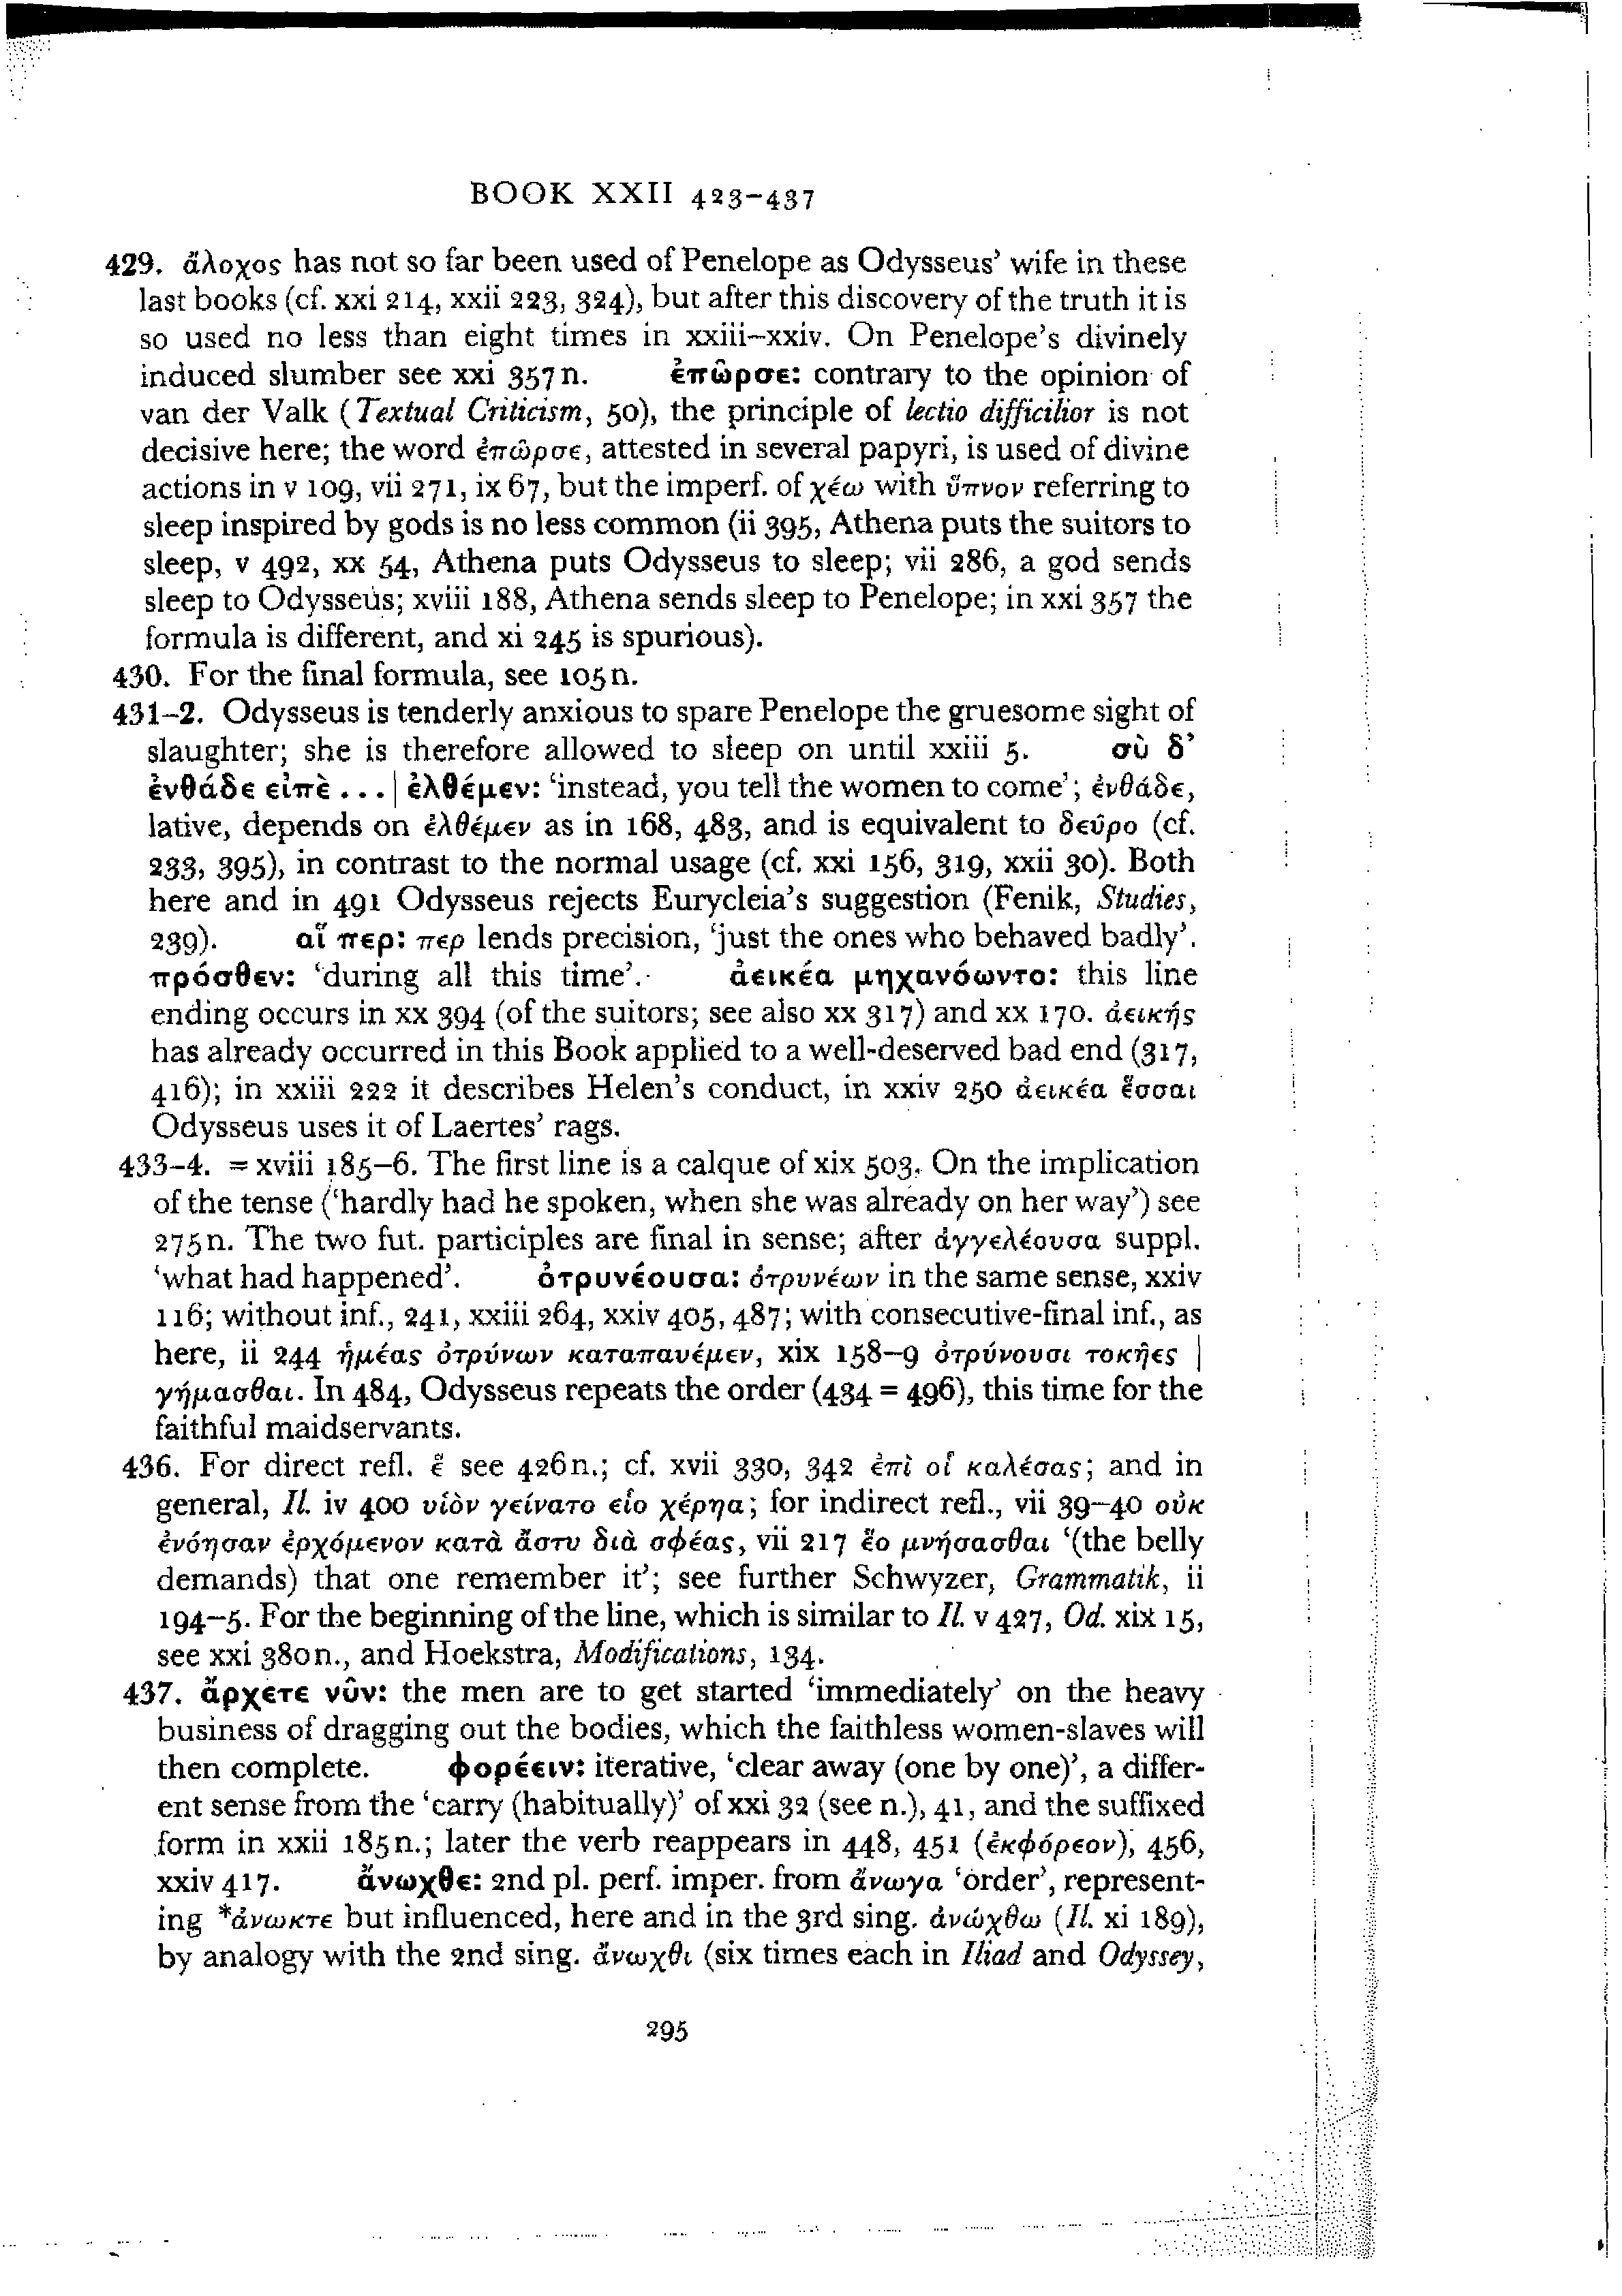 BOOK XXII 423–437
429. ἄλοχος has not so far been used of Penelope as Odysseus' wife in these
last books (cf. xxi 214, xxii 223, 324), but after this discovery of the truth it is
so used no less than eight times in xxiii–xxiv. On Penelope's divinely
induced slumber see xxi 357 n. ἐπῶρσε: contrary to the opinion of
van der Valk (Textual Criticism, 50), the principle of lectio difficilior is not
decisive here; the word ἐπῶρσε, attested in several papyri, is used of divine
actions in v 109, vii 271, ix 67, but the imperf. of χέω with ὕπνον referring to
sleep inspired by gods is no less common (ii 395, Athena puts the suitors to
sleep, v 492, xx 54, Athena puts Odysseus to sleep; vii 286, a god sends
sleep to Odysseus; xviii 188, Athena sends sleep to Penelope; in xxi 357 the
formula is different, and xi 245 is spurious).
430. For the final formula, see 105 n.
431–2. Odysseus is tenderly anxious to spare Penelope the gruesome sight of
slaughter; she is therefore allowed to sleep on until xxiii 5. σὺ δ'
ἐνθάδε εἰπὲ . . . | ἐλθέμεν: 'instead, you tell the women to come'; ἐνθάδε,
lative, depends on ἐλθέμεν as in 168, 483, and is equivalent to δεῦρο (cf.
233, 395), in contrast to the normal usage (cf. xxi 156, 319, xxii 30). Both
here and in 491 Odysseus rejects Eurycleia's suggestion (Fenik, Studies,
239). αἵ περ: περ lends precision, 'just the ones who behaved badly'.
πρόσθεν: 'during all this time'. ἀεικέα μηχανόωντο: this line
ending occurs in xx 394 (of the suitors; see also xx 317) and xx 170. ἀεικής
has already occurred in this Book applied to a well-deserved bad end (317,
416); in xxiii 222 it describes Helen's conduct, in xxiv 250 ἀεικέα ἕσσαι
Odysseus uses it of Laertes' rags.
433–4. = xviii 185–6. The first line is a calque of xix 503. On the implication
of the tense ('hardly had he spoken, when she was already on her way') see
275 n. The two fut. participles are final in sense; after ἀγγελέουσα suppl.
'what had happened'. ὀτρυνέουσα: ὀτρυνέων in the same sense, xxiv
116; without inf., 241, xxiii 264, xxiv 405, 487; with consecutive-final inf., as
here, ii 244 ἡμέας ὀτρύνων καταπαυέμεν, xix 158–9 ὀτρύνουσι τοκῆες |
γήμασθαι. In 484, Odysseus repeats the order (434 = 496), this time for the
faithful maidservants.
436. For direct refl. ἕ see 426 n.; cf. xvii 330, 342 ἐπὶ οἷ καλέσας; and in
general, Il. iv 400 υἱὸν γείνατο εἷο χέρηα; for indirect refl., vii 39–40 οὐκ
ἐνόησαν ἐρχόμενον κατὰ ἄστυ διὰ σφέας, vii 217 ἕο μνήσασθαι '(the belly
demands) that one remember it'; see further Schwyzer, Grammatik, ii
194–5. For the beginning of the line, which is similar to Il. v 427, Od. xix 15,
see xxi 380 n., and Hoekstra, Modifications, 134.
437. ἄρχετε νῦν: the men are to get started 'immediately' on the heavy
business of dragging out the bodies, which the faithless women-slaves will
then complete. φορέειν: iterative, 'clear away (one by one)', a differ-
ent sense from the 'carry (habitually)' of xxi 32 (see n.), 41, and the suffixed
form in xxii 185 n.; later the verb reappears in 448, 451 (ἐκφόρεον), 456,
xxiv 417. ἄνωχθε: 2nd pl. perf. imper. from ἄνωγα 'order', represent-
ing *ἄνωκτε but influenced, here and in the 3rd sing. ἀνώχθω (Il. xi 189),
by analogy with the 2nd sing. ἄνωχθι (six times each in Iliad and Odyssey,
295